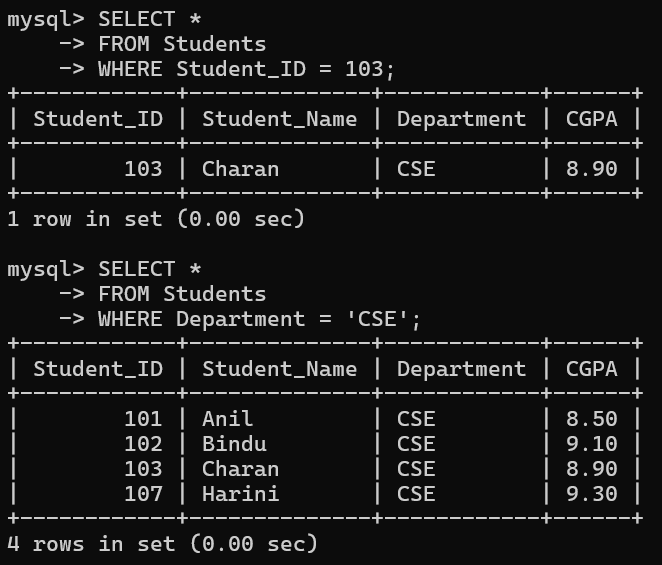 mysql> SELECT *
    -> FROM Students
    -> WHERE Student_ID = 103;
+------------+--------------+------------+------+
| Student_ID | Student_Name | Department | CGPA |
+------------+--------------+------------+------+
|        103 | Charan       | CSE        | 8.90 |
+------------+--------------+------------+------+
1 row in set (0.00 sec)

mysql> SELECT *
    -> FROM Students
    -> WHERE Department = 'CSE';
+------------+--------------+------------+------+
| Student_ID | Student_Name | Department | CGPA |
+------------+--------------+------------+------+
|        101 | Anil         | CSE        | 8.50 |
|        102 | Bindu        | CSE        | 9.10 |
|        103 | Charan       | CSE        | 8.90 |
|        107 | Harini       | CSE        | 9.30 |
+------------+--------------+------------+------+
4 rows in set (0.00 sec)